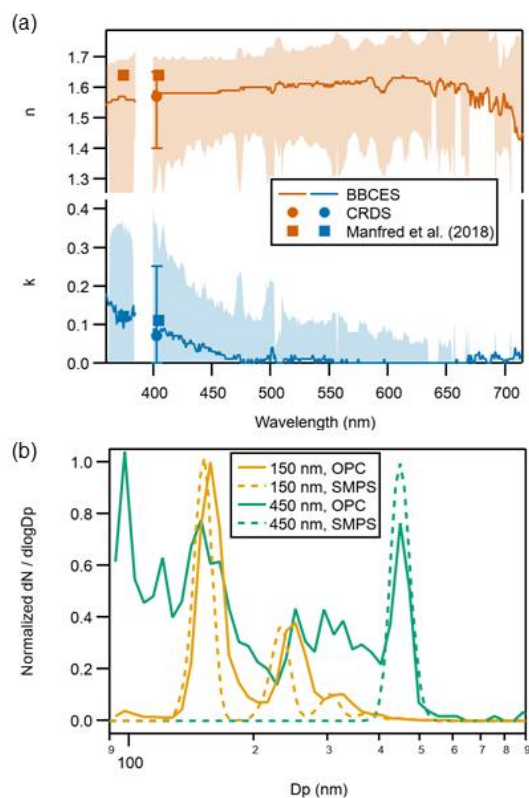 (a)
1.7
1.6
1.5
1.4
1.3
n
BBCES
CRDS
Manfred et al. (2018)
0.4
0.3
0.2
0.1
0.0
k
400 450 500 550 600 650 700
Wavelength (nm)
(b)
1.0
0.8
0.6
0.4
0.2
0.0
Normalized dN / dlogDp
150 nm, OPC
150 nm, SMPS
450 nm, OPC
450 nm, SMPS
9 100 2 3 4 5 6 7 8 9
Dp (nm)